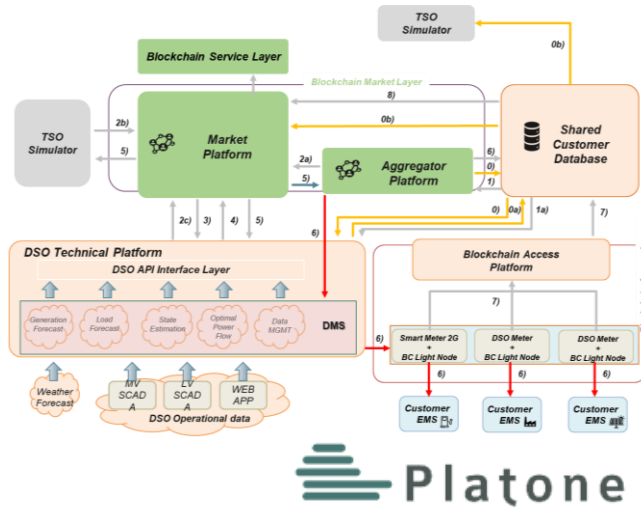 TSO
Simulator
0b)
Blockchain Service Layer
Blockchain Market Layer
8)
2b)
TSO
Simulator
5)
Market
Platform
0b)
Shared
Customer
Database
2a)
5)
Aggregator
Platform
6)
0)
1)
2c)
3)
4)
5)
6)
0)
0a)
1a)
7)
DSO Technical Platform
DSO API Interface Layer
Blockchain Access
Platform
Generation
Forecast
Load
Forecast
State
Estimation
Optimal
Power
Flow
Data
MGMT
DMS
7)
6)
Smart Meter 2G
+
BC Light Node
DSO Meter
+
BC Light Node
DSO Meter
+
BC Light Node
6)
6)
6)
Weather
Forecast
MV
SCAD
A
LV
SCAD
A
WEB
APP
DSO Operational data
Customer
EMS
Customer
EMS
Customer
EMS
Platone